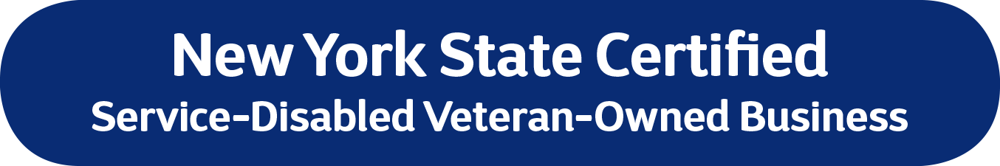 New York State Certified
Service-Disabled Veteran-Owned Business